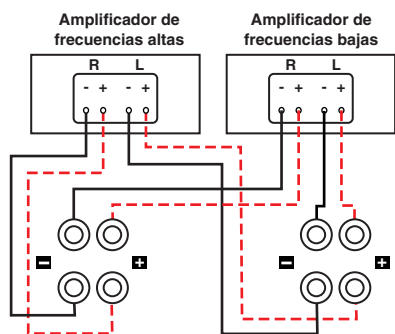 Amplificador de
frecuencias altas
Amplificador de
frecuencias bajas
R L
- + - +
R L
- + - +
- +
- +